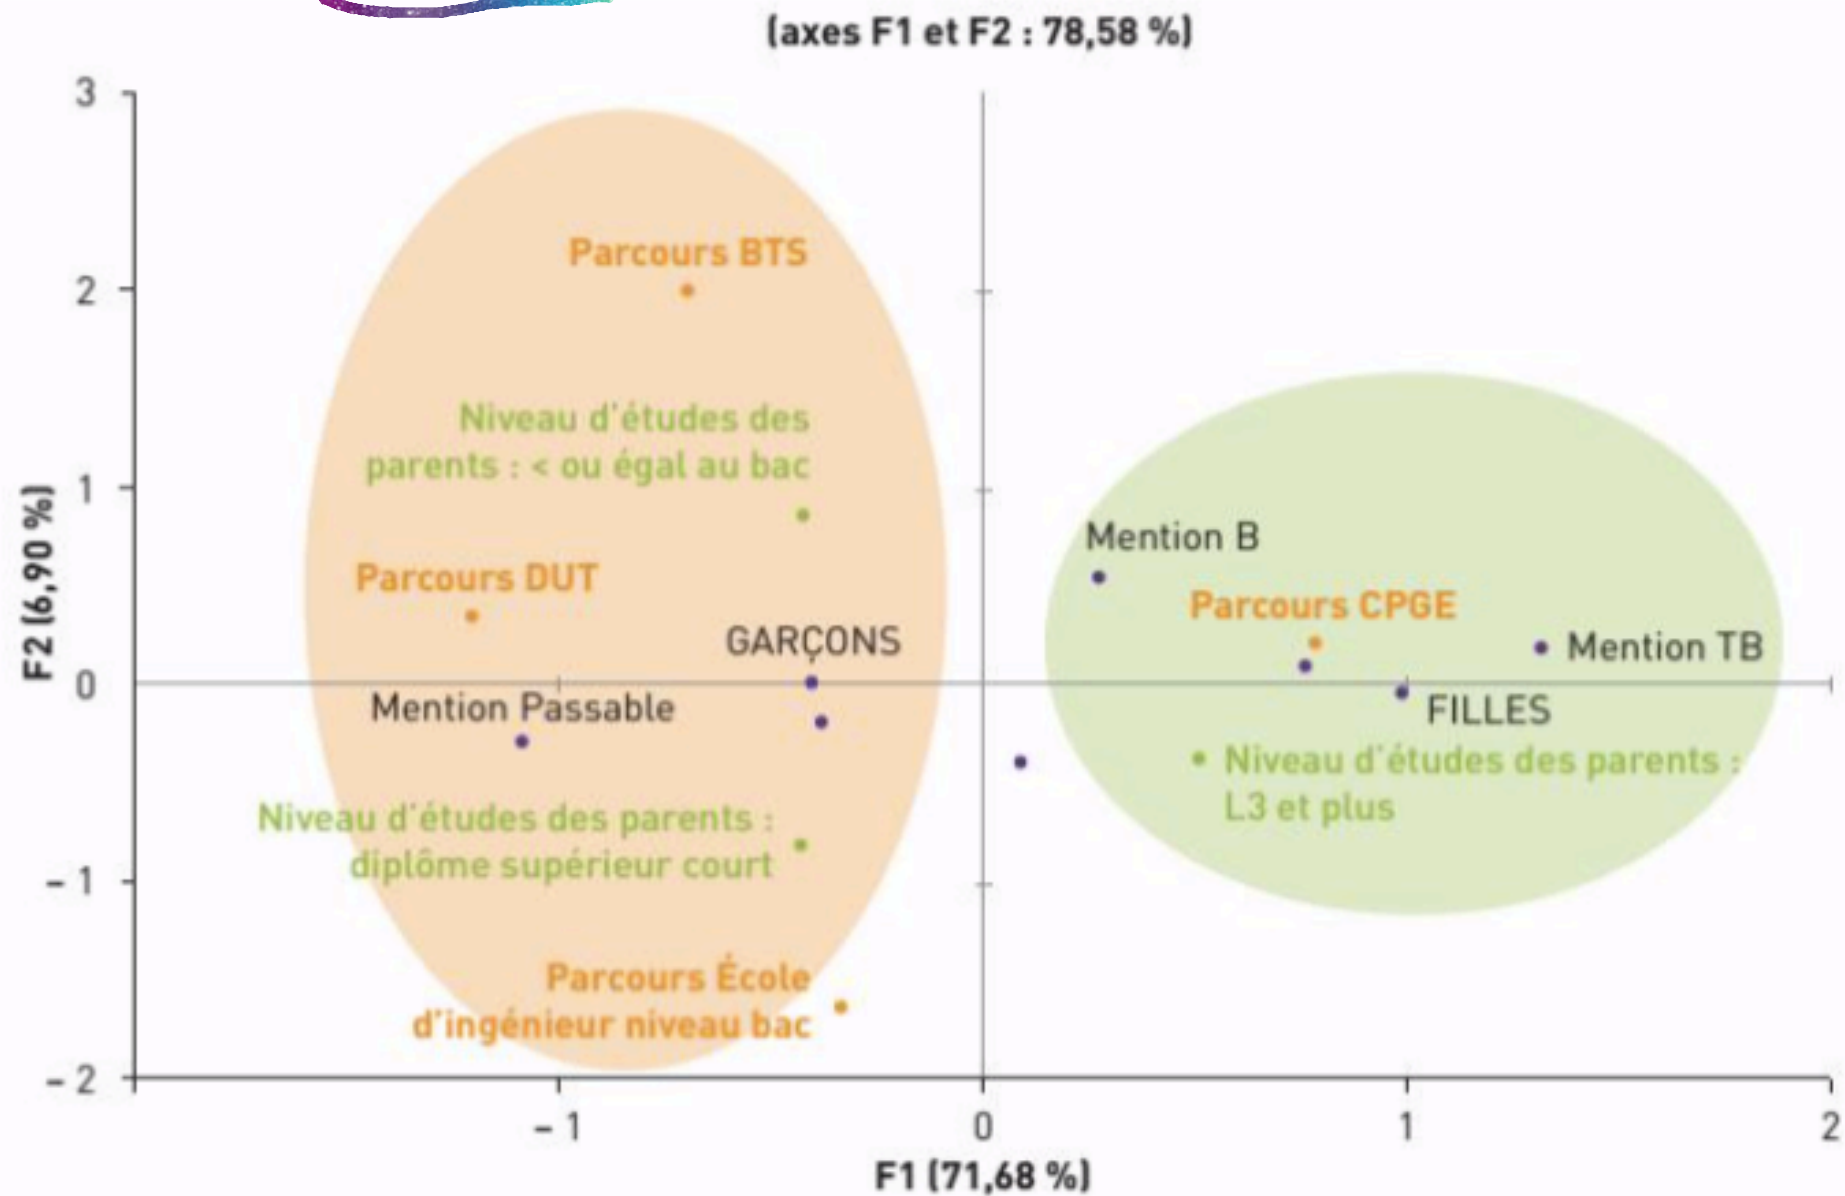 (axes F1 et F2 : 78,58 %)
3
Parcours BTS
2
Niveau d'études des
parents : < ou égal au bac
1
Mention B
Parcours DUT
Parcours CPGE
GARÇONS
Mention TB
F2 (6,90 %)
0
Mention Passable
FILLES
Niveau d'études des parents :
L3 et plus
Niveau d'études des parents :
diplôme supérieur court
– 1
Parcours École
d'ingénieur niveau bac
– 2
– 1
0
1
2
F1 (71,68 %)